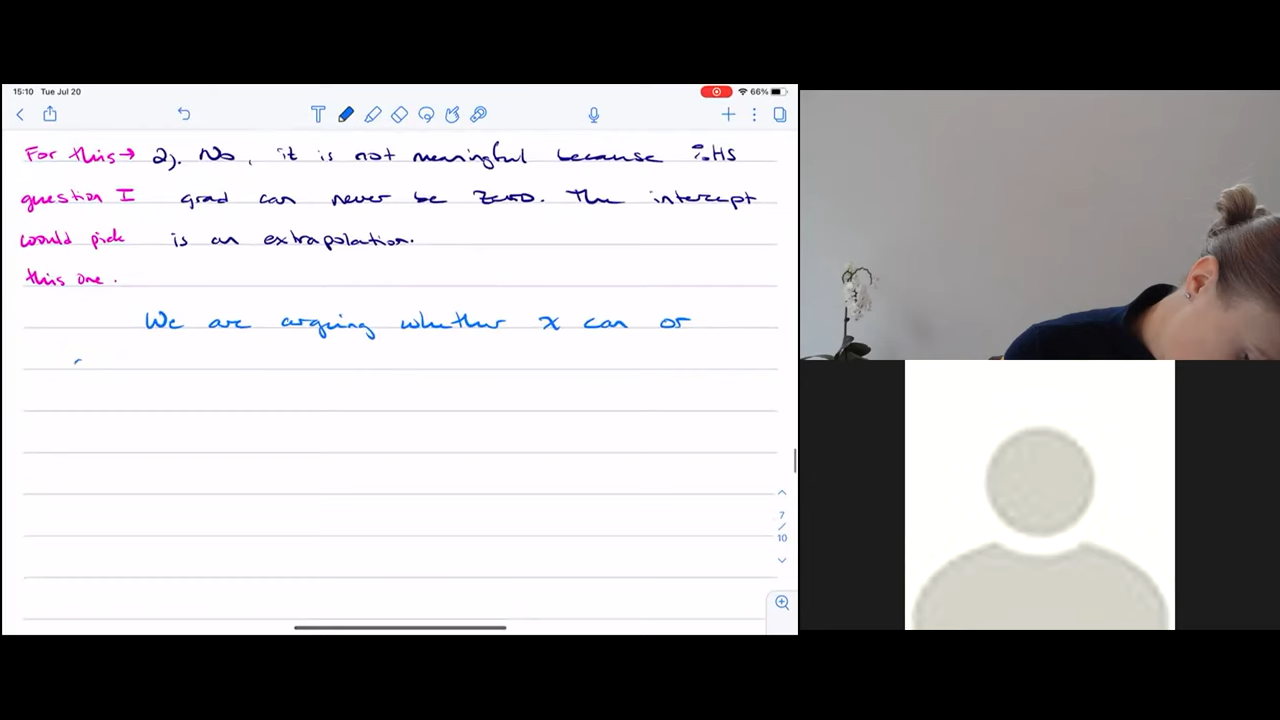 15:10 Tue Jul 20
66%
For this → 2). No, it is not meaningful because %HS
question I grad can never be ZERO. The intercept
would pick is an extrapolation.
this one.
We are arguing whether x can or
7
/
10